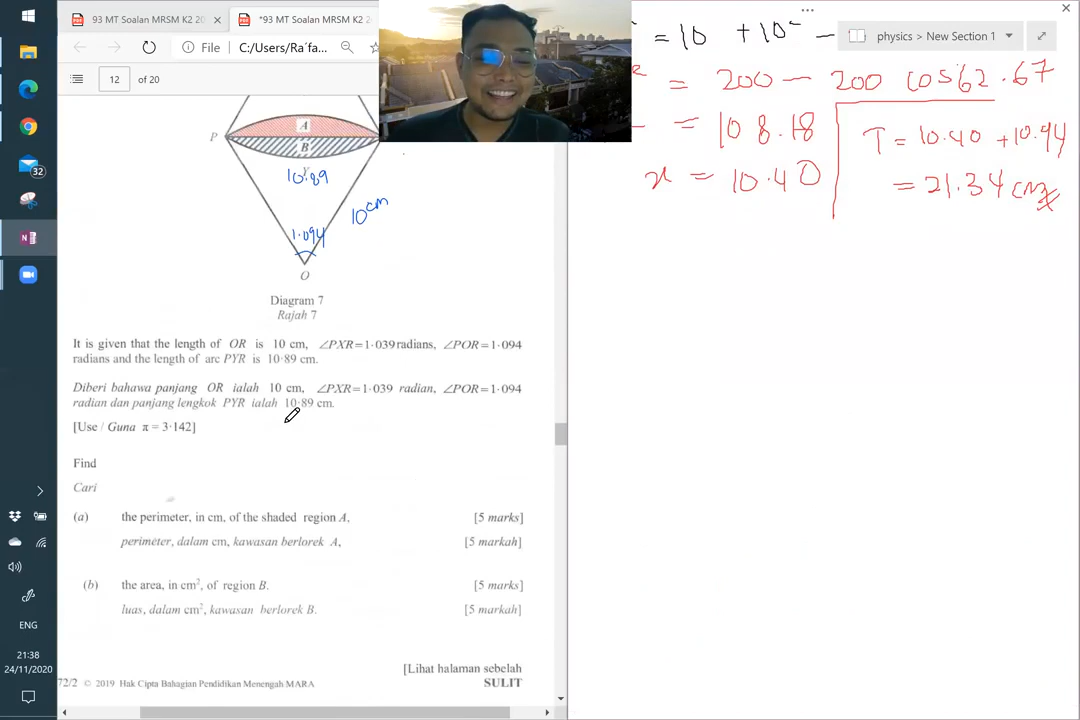 93 MT Soalan MRSM K2 20
*93 MT Soalan MRSM K2 20
File
C:/Users/Ra´fa...
12 of 20
physics > New Section 1
= 10 + 10² –
= 200 – 200 cos 62.67
= 108.18
x = 10.40
T = 10.40 + 10.94
= 21.34 cm
P
A
B
10.89
10 cm
1.094
O
Diagram 7
Rajah 7
It is given that the length of OR is 10 cm, ∠PXR=1·039 radians, ∠POR=1·094
radians and the length of arc PYR is 10·89 cm.
Diberi bahawa panjang OR ialah 10 cm, ∠PXR=1·039 radian, ∠POR=1·094
radian dan panjang lengkok PYR ialah 10·89 cm.
[Use / Guna π = 3·142]
Find
Cari
(a) the perimeter, in cm, of the shaded region A, [5 marks]
perimeter, dalam cm, kawasan berlorek A, [5 markah]
(b) the area, in cm², of region B. [5 marks]
luas, dalam cm², kawasan berlorek B. [5 markah]
[Lihat halaman sebelah
72/2 © 2019 Hak Cipta Bahagian Pendidikan Menengah MARA SULIT
32
ENG
21:38
24/11/2020